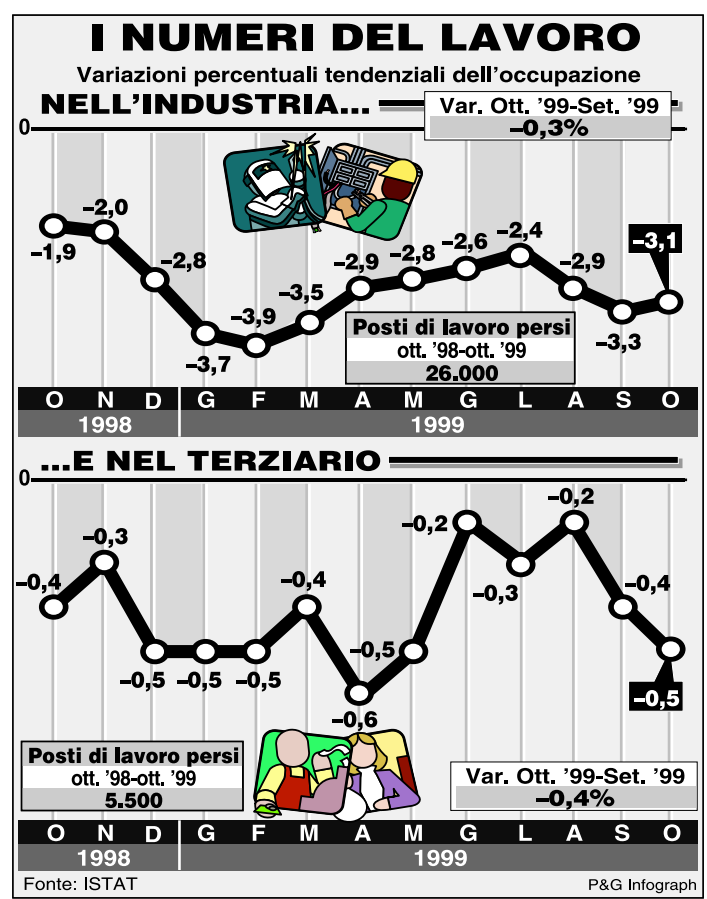 I NUMERI DEL LAVORO
Variazioni percentuali tendenziali dell'occupazione
NELL'INDUSTRIA...
Var. Ott. '99-Set. '99
–0,3%
0
–1,9
–2,0
–2,8
–3,7
–3,9
–3,5
–2,9
–2,8
–2,6
–2,4
–2,9
–3,3
–3,1
Posti di lavoro persi
ott. '98-ott. '99
26.000
O N D G F M A M G L A S O
1998 1999
...E NEL TERZIARIO
0
–0,4
–0,3
–0,5
–0,5
–0,5
–0,4
–0,6
–0,5
–0,2
–0,3
–0,2
–0,4
–0,5
Posti di lavoro persi
ott. '98-ott. '99
5.500
Var. Ott. '99-Set. '99
–0,4%
O N D G F M A M G L A S O
1998 1999
Fonte: ISTAT
P&G Infograph